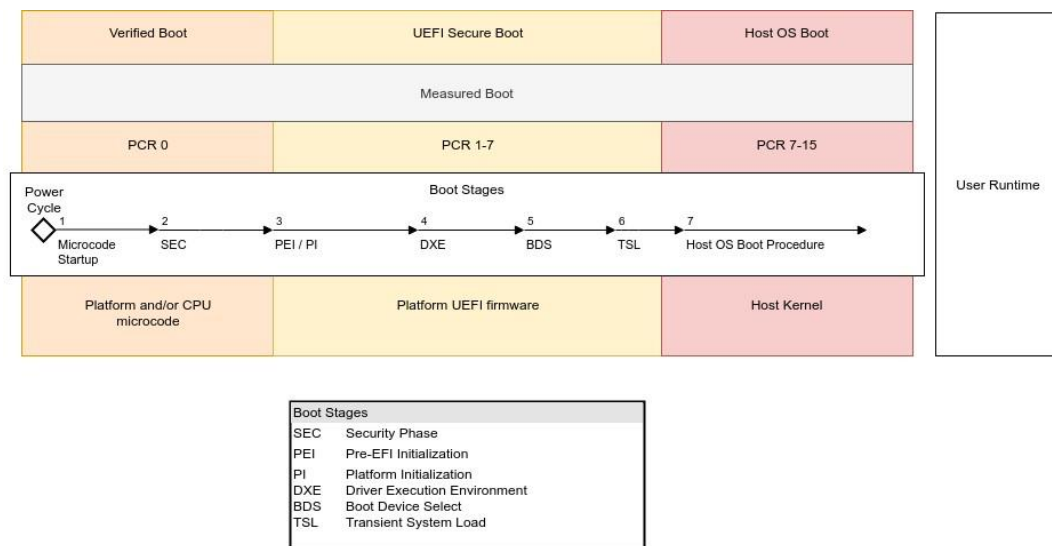 Verified Boot
UEFI Secure Boot
Host OS Boot
Measured Boot
PCR 0
PCR 1-7
PCR 7-15
User Runtime
Boot Stages
Power
Cycle
1
2
3
4
5
6
7
Microcode
Startup
SEC
PEI / PI
DXE
BDS
TSL
Host OS Boot Procedure
Platform and/or CPU
microcode
Platform UEFI firmware
Host Kernel
Boot Stages
SEC Security Phase
PEI Pre-EFI Initialization
PI Platform Initialization
DXE Driver Execution Environment
BDS Boot Device Select
TSL Transient System Load